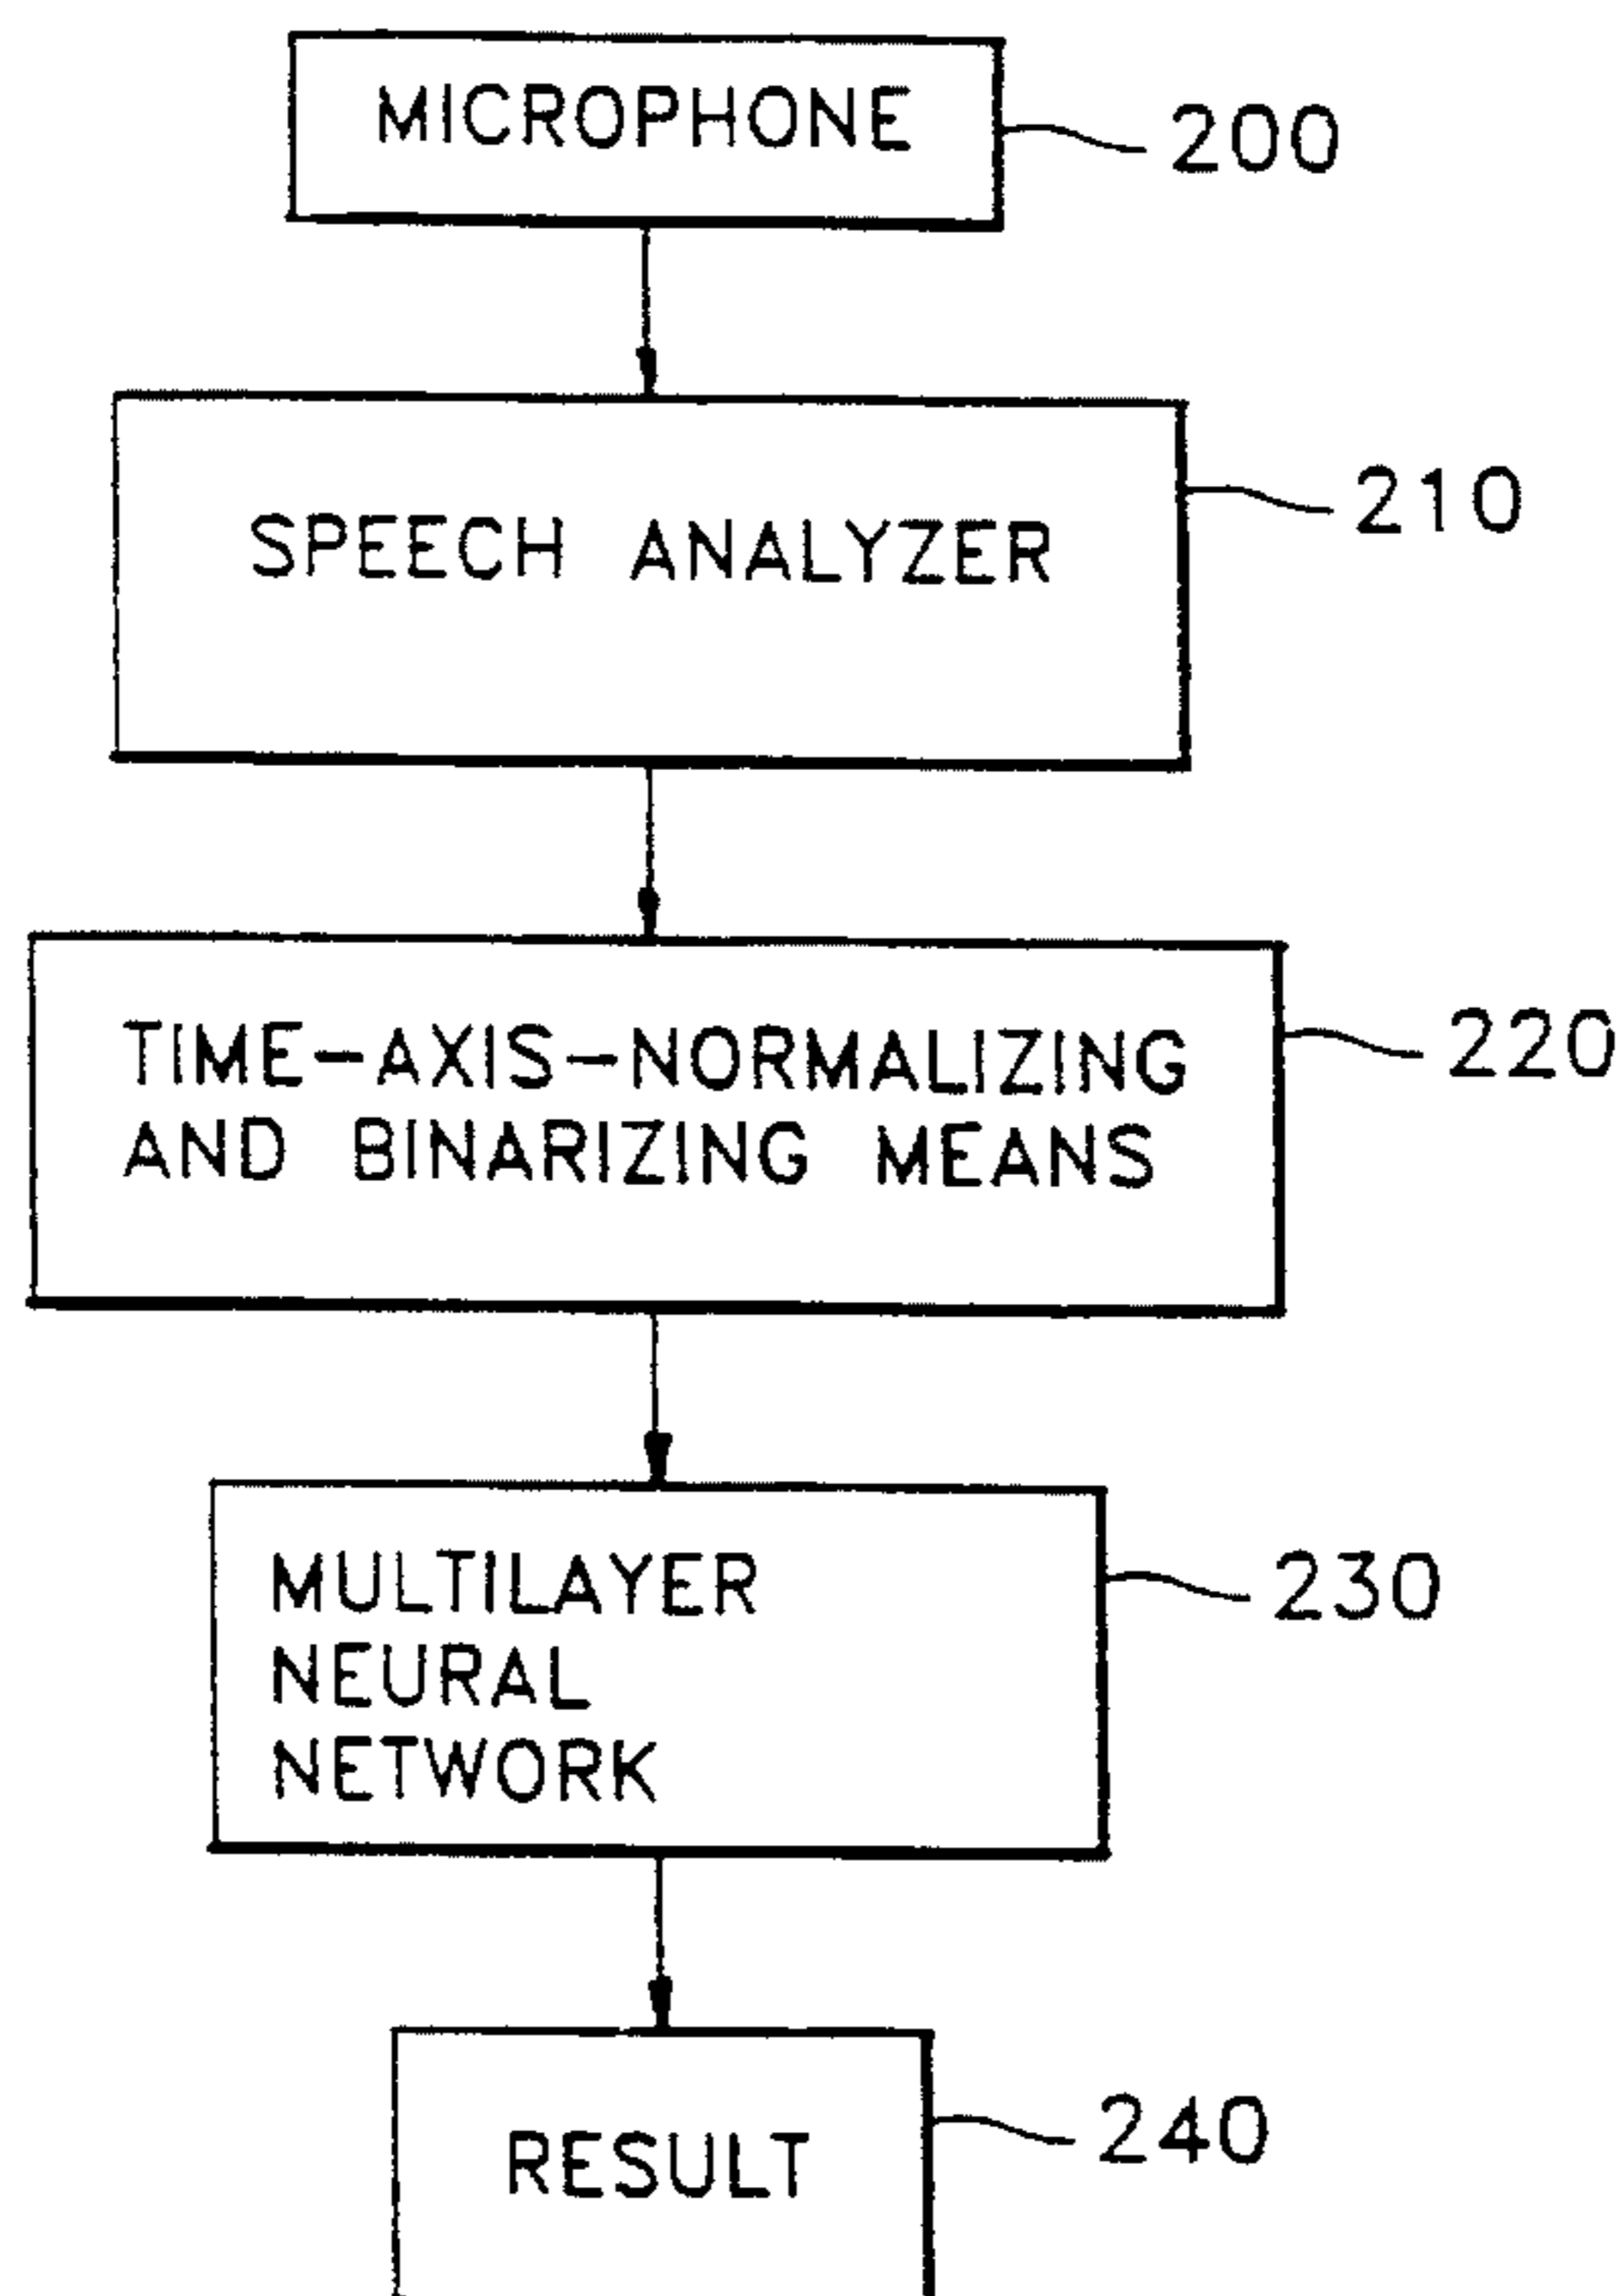 MICROPHONE
200
SPEECH ANALYZER
210
TIME-AXIS-NORMALIZING
AND BINARIZING MEANS
220
MULTILAYER
NEURAL
NETWORK
230
RESULT
240